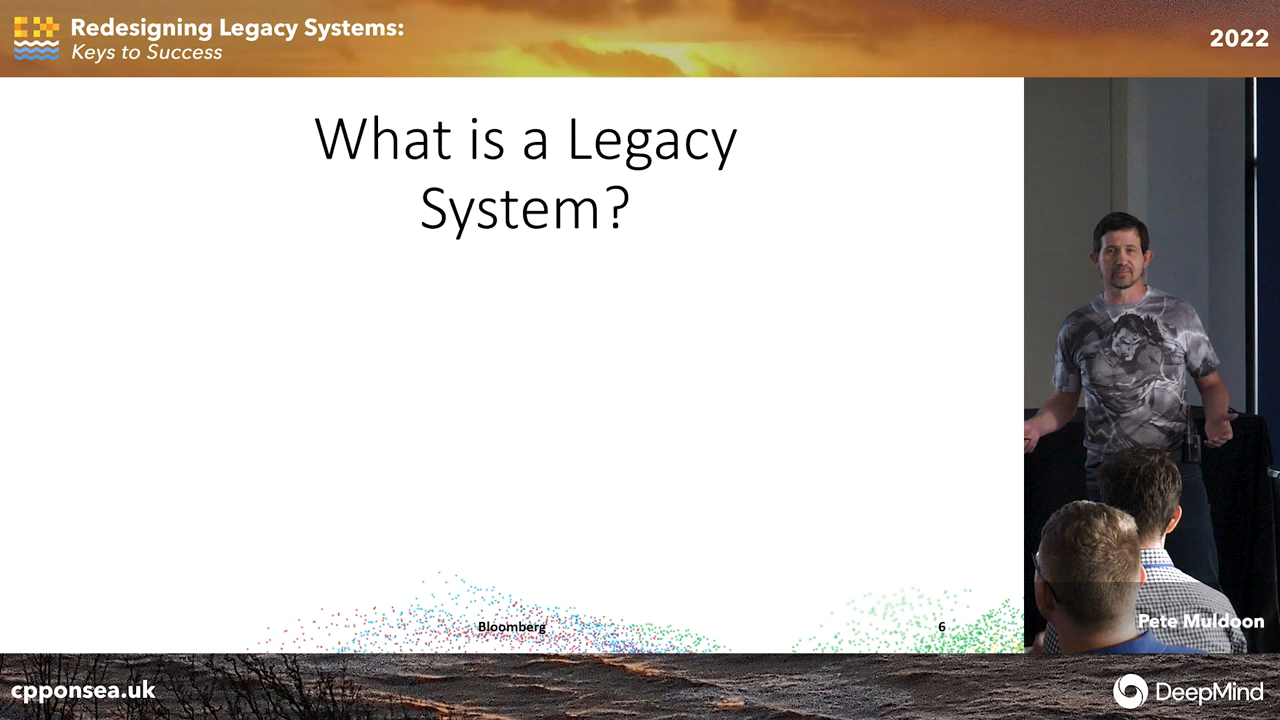 Redesigning Legacy Systems:
Keys to Success
2022
What is a Legacy
System?
Bloomberg
6
Pete Muldoon
cpponsea.uk
DeepMind